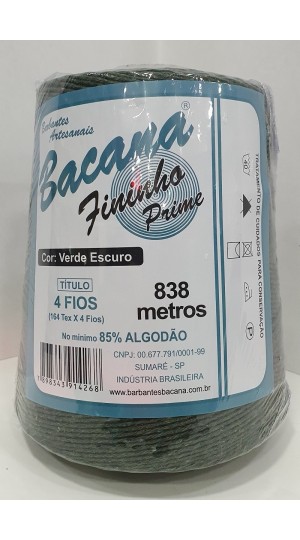 Barbantes
Artesanais
Bacana®
Fininho
Prime
Cor: Verde Escuro
TÍTULO
4 FIOS
(164 Tex X 4 Fios)
838
metros
No mínimo 85% ALGODÃO
CNPJ: 00.677.791/0001-99
SUMARÉ - SP
INDÚSTRIA BRASILEIRA
www.barbantesbacana.com.br
7898343914268
TRATAMENTO DE CUIDADOS PARA CONSERVAÇÃO
40°